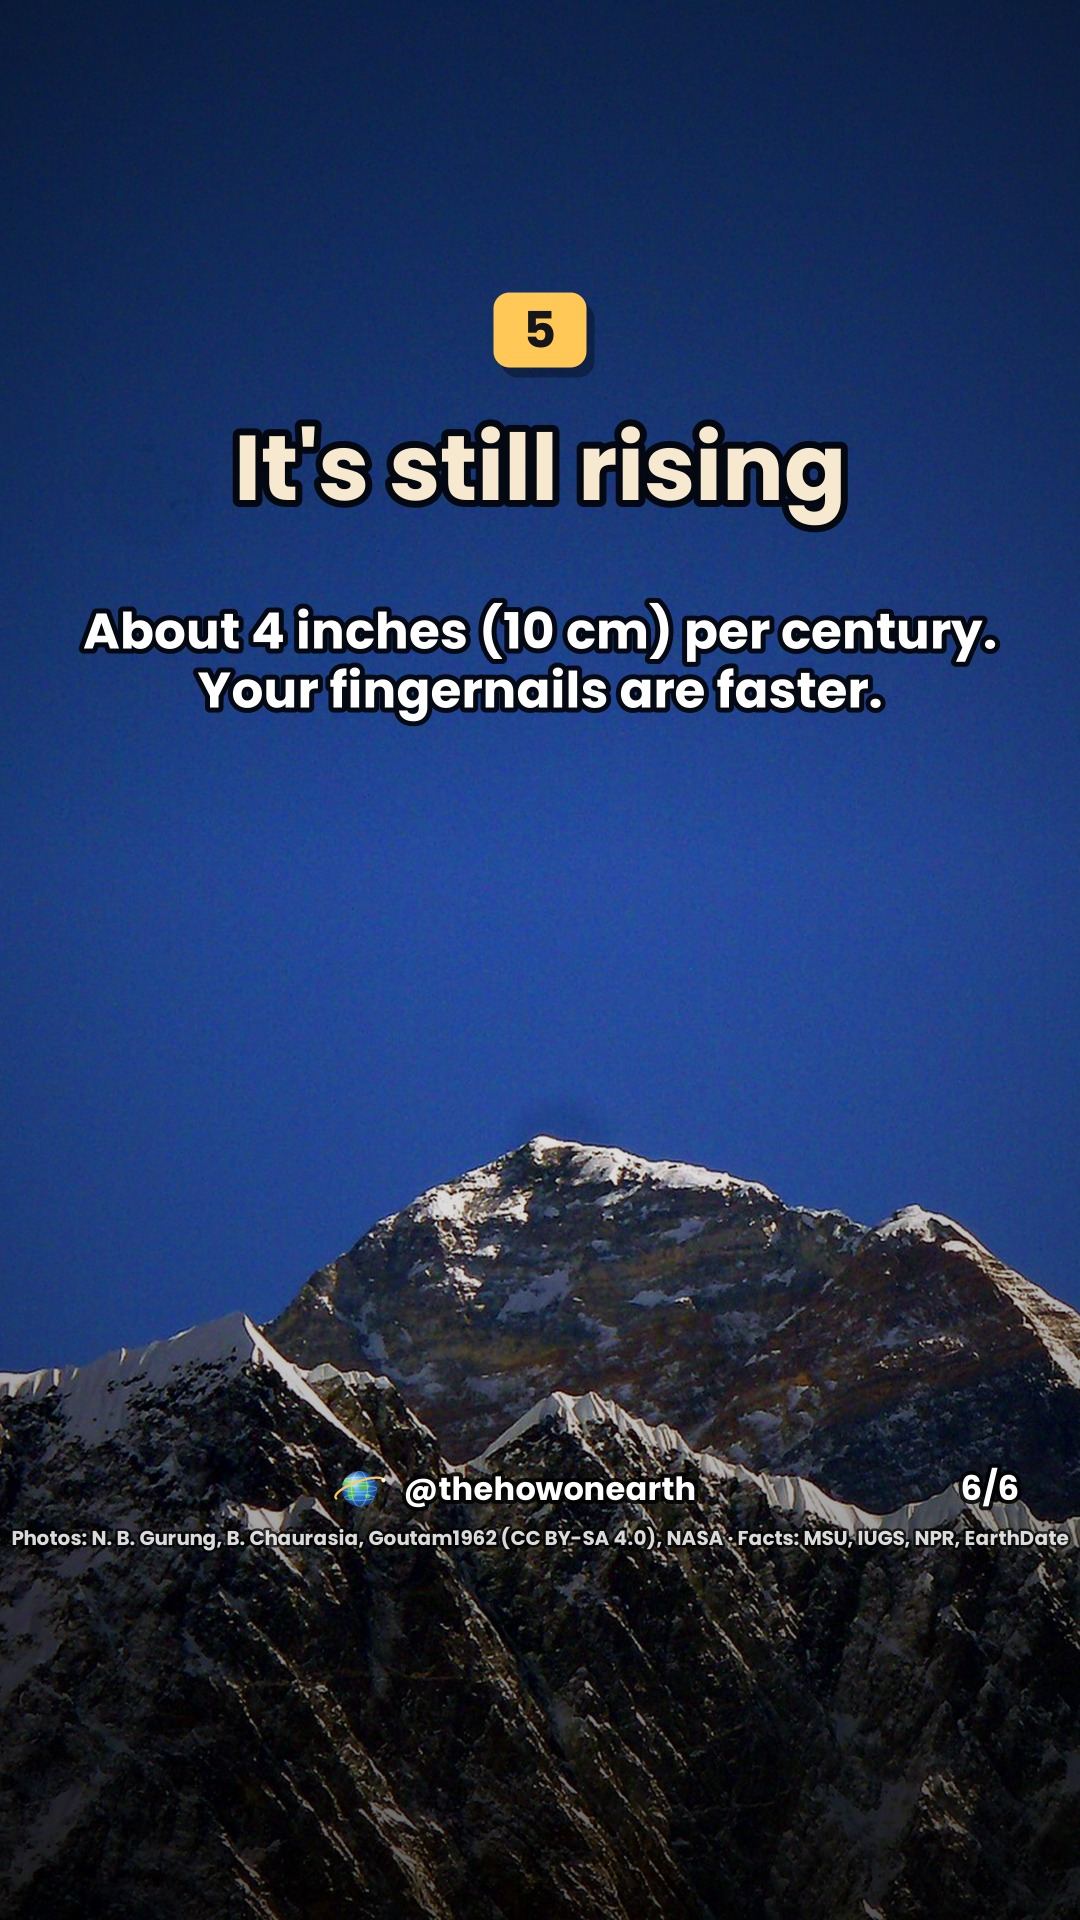 5
It's still rising
About 4 inches (10 cm) per century.
Your fingernails are faster.
@thehowonearth
6/6
Photos: N. B. Gurung, B. Chaurasia, Goutam1962 (CC BY-SA 4.0), NASA · Facts: MSU, IUGS, NPR, EarthDate